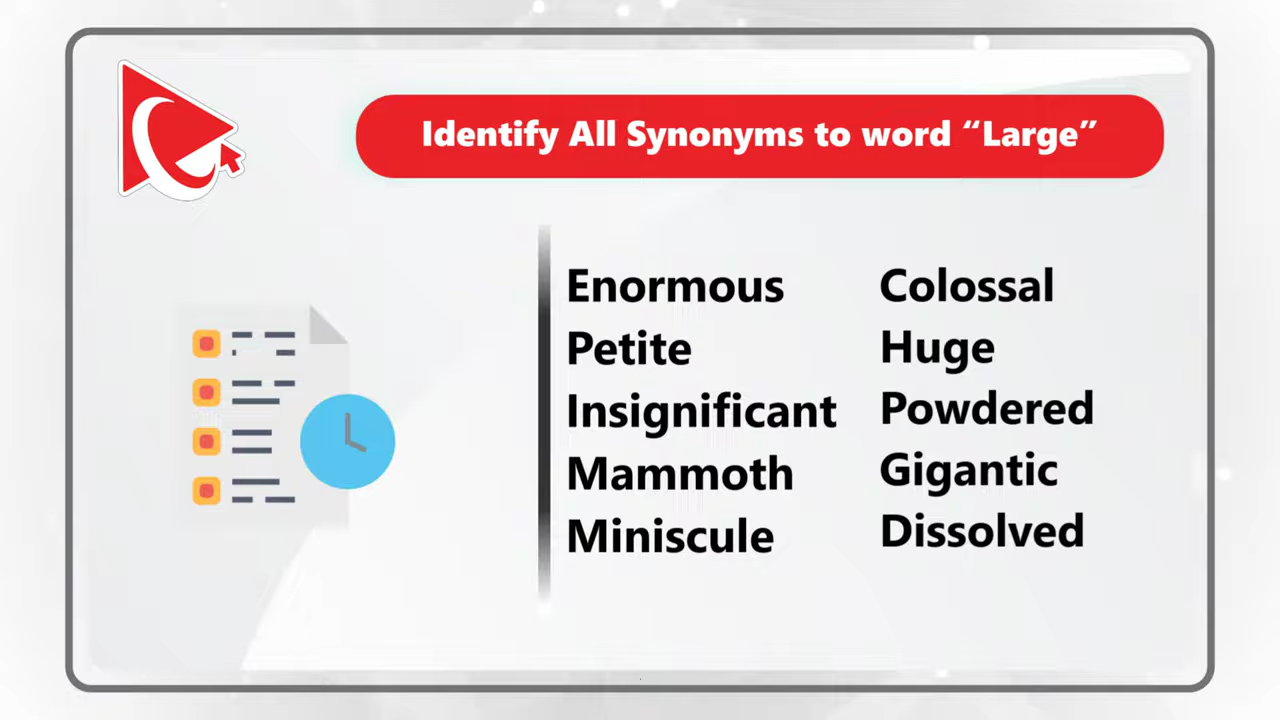 Identify All Synonyms to word “Large”
Enormous
Petite
Insignificant
Mammoth
Miniscule
Colossal
Huge
Powdered
Gigantic
Dissolved